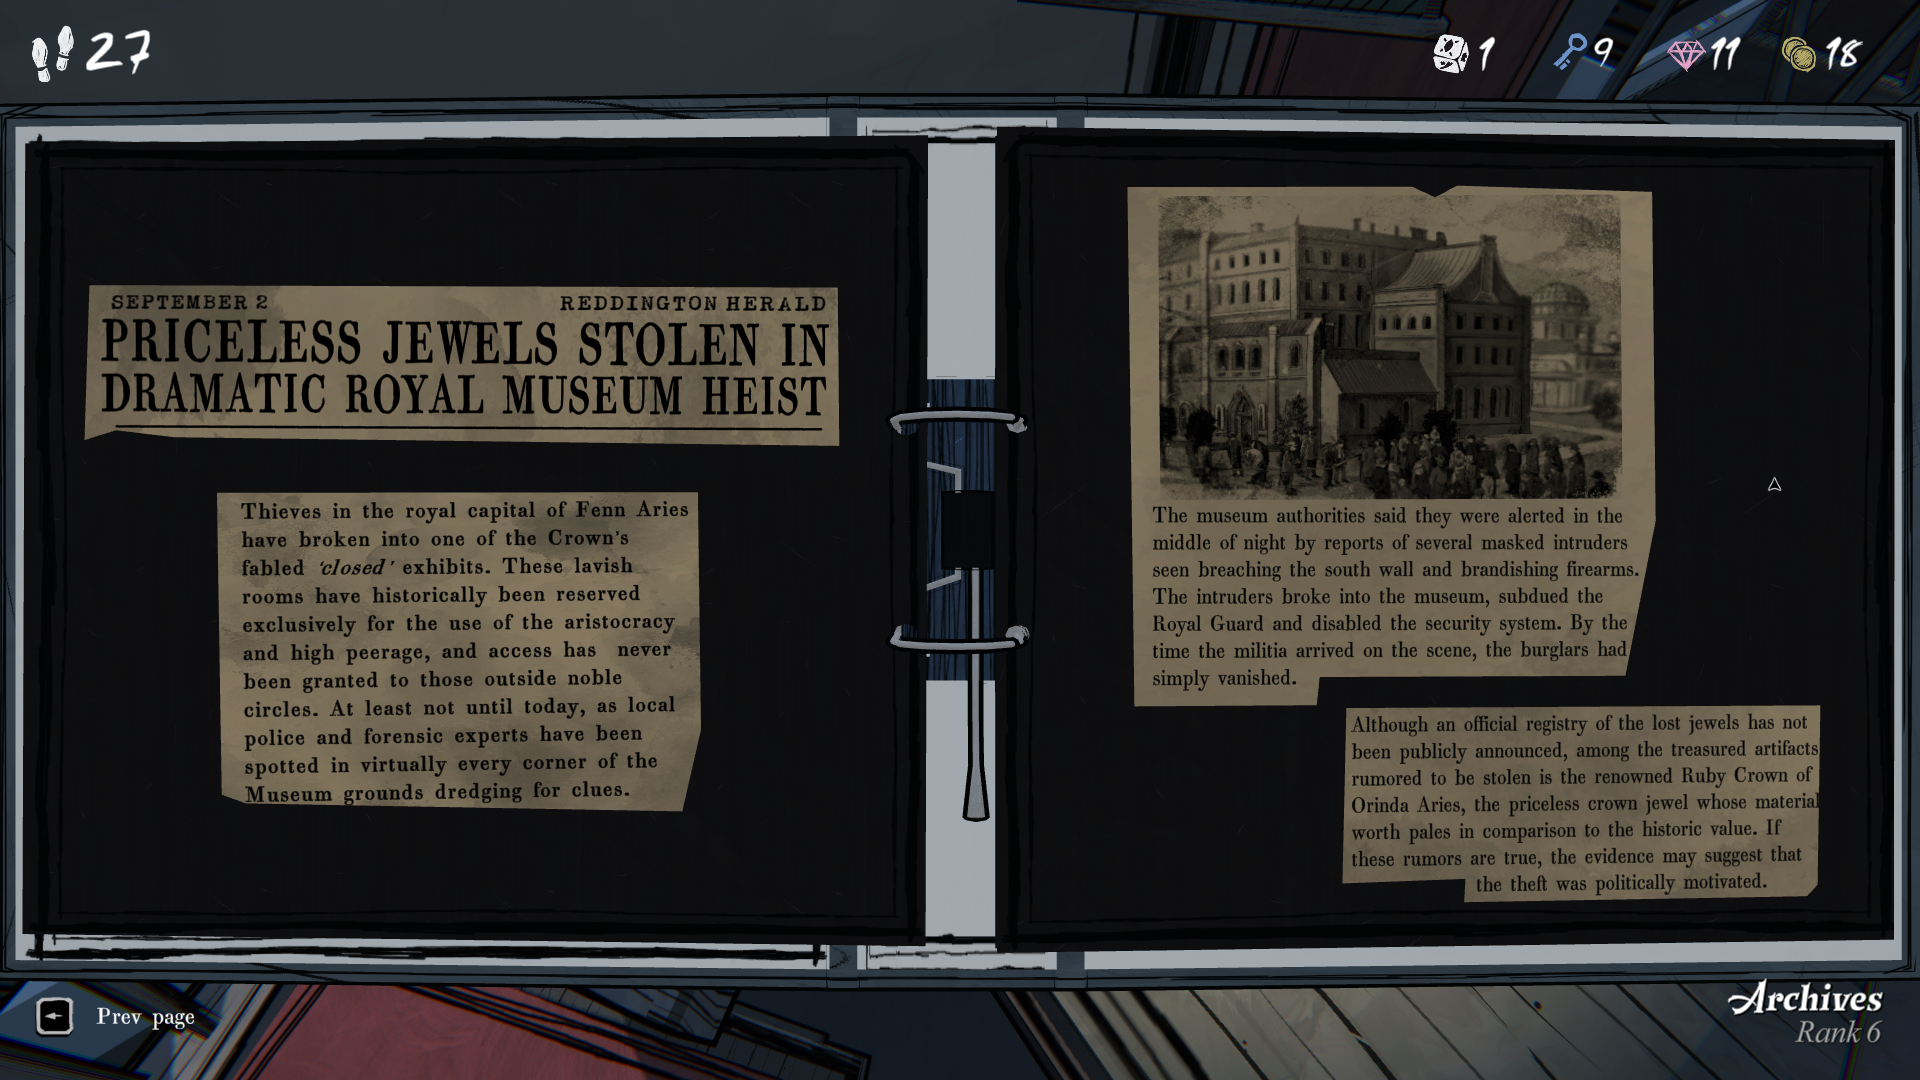 27
1
9
11
18
SEPTEMBER 2
REDDINGTON HERALD
PRICELESS JEWELS STOLEN IN
DRAMATIC ROYAL MUSEUM HEIST
Thieves in the royal capital of Fenn Aries
have broken into one of the Crown's
fabled 'closed' exhibits. These lavish
rooms have historically been reserved
exclusively for the use of the aristocracy
and high peerage, and access has never
been granted to those outside noble
circles. At least not until today, as local
police and forensic experts have been
spotted in virtually every corner of the
Museum grounds dredging for clues.
The museum authorities said they were alerted in the
middle of night by reports of several masked intruders
seen breaching the south wall and brandishing firearms.
The intruders broke into the museum, subdued the
Royal Guard and disabled the security system. By the
time the militia arrived on the scene, the burglars had
simply vanished.
Although an official registry of the lost jewels has not
been publicly announced, among the treasured artifacts
rumored to be stolen is the renowned Ruby Crown of
Orinda Aries, the priceless crown jewel whose material
worth pales in comparison to the historic value. If
these rumors are true, the evidence may suggest that
the theft was politically motivated.
Prev page
Archives
Rank 6